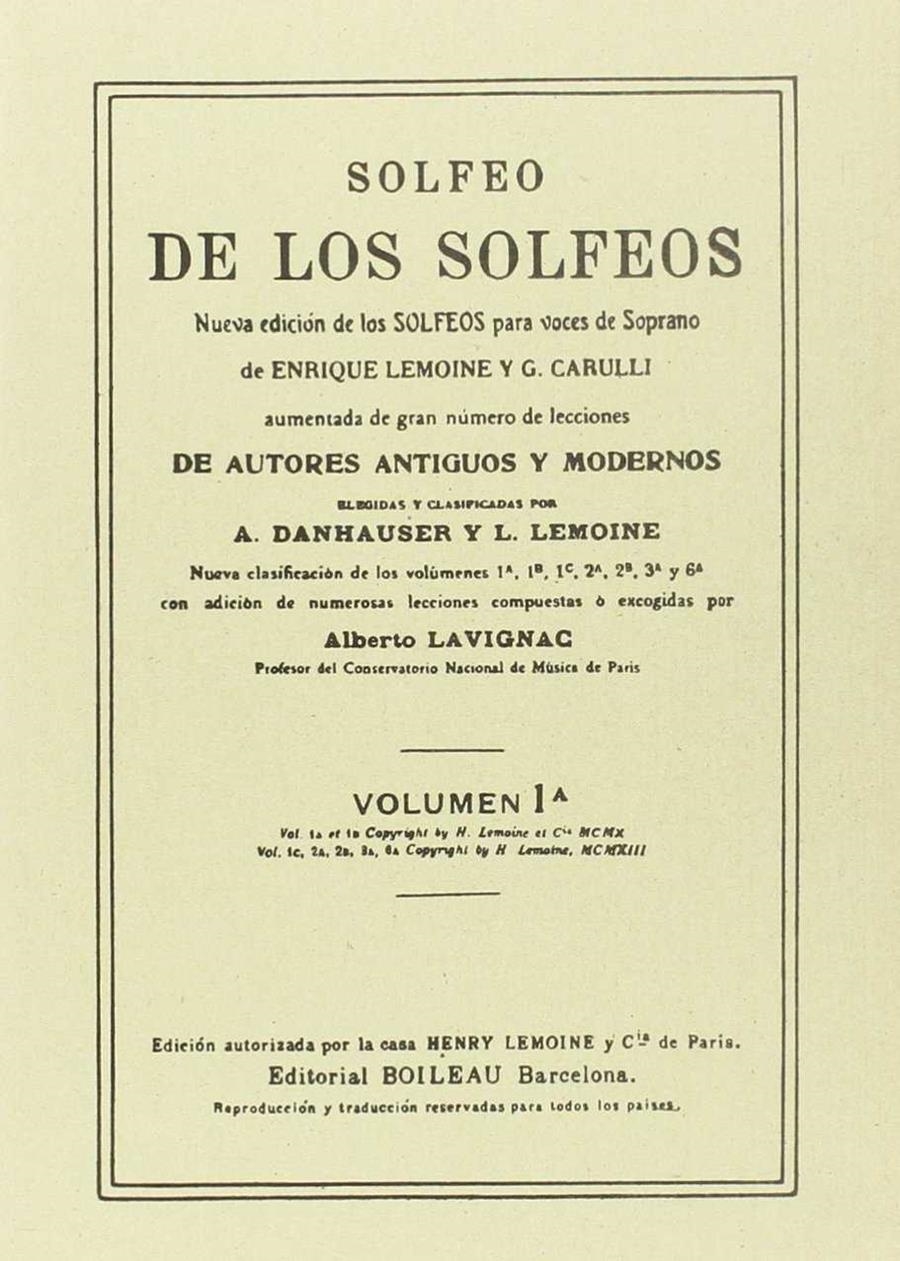 SOLFEO
DE LOS SOLFEOS
Nueva edición de los SOLFEOS para voces de Soprano
de ENRIQUE LEMOINE Y G. CARULLI
aumentada de gran número de lecciones
DE AUTORES ANTIGUOS Y MODERNOS
ELEGIDAS Y CLASIFICADAS POR
A. DANHAUSER Y L. LEMOINE
Nueva clasificación de los volúmenes 1ᴬ, 1ᴮ, 1ᶜ, 2ᴬ, 2ᴮ, 3ᴬ y 6ᴬ
con adición de numerosas lecciones compuestas ò excogidas por
Alberto LAVIGNAC
Profesor del Conservatorio Nacional de Música de Paris
VOLUMEN 1ᴬ
Vol. 1A et 1B Copyright by H. Lemoine et Cⁱᵉ MCMX
Vol. 1C, 2A, 2B, 3A, 6A Copyright by H Lemoine, MCMXIII
Edición autorizada por la casa HENRY LEMOINE y Cⁱᵃ de Paris.
Editorial BOILEAU Barcelona.
Reproducción y traducción reservadas para todos los paises.